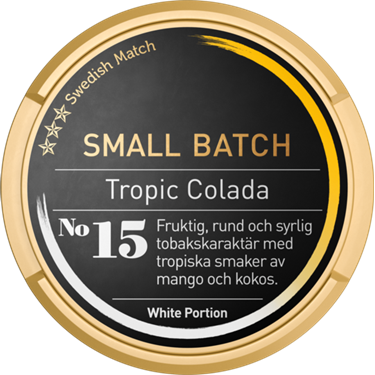 Swedish Match
SMALL BATCH
Tropic Colada
No 15
Fruktig, rund och syrlig
tobakskaraktär med
tropiska smaker av
mango och kokos.
White Portion